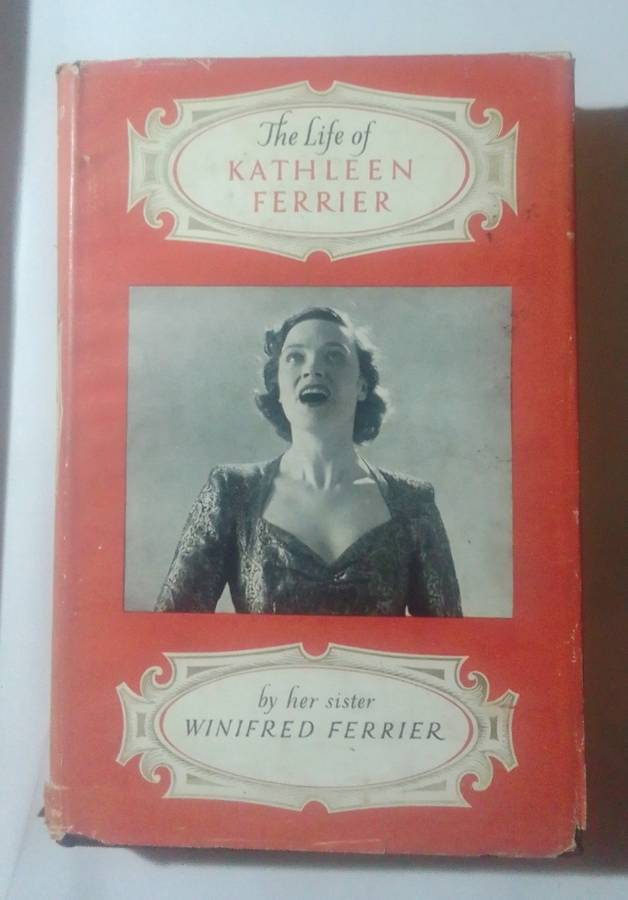 The Life of
KATHLEEN
FERRIER
by her sister
WINIFRED FERRIER